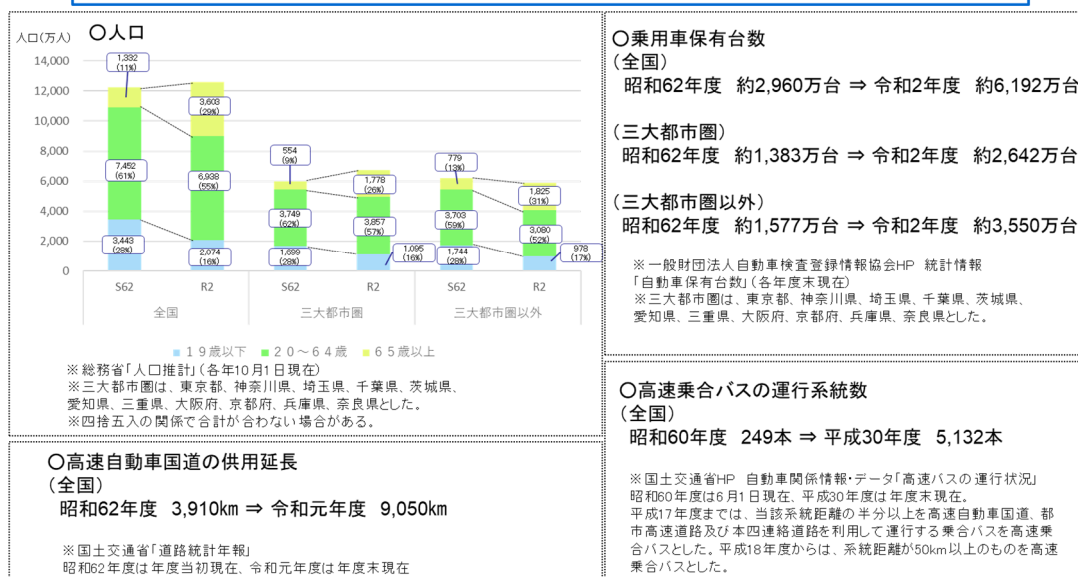 人口(万人)
〇人口
14,000
12,000
10,000
8,000
6,000
4,000
2,000
0
1,332
(11%)
7,452
(61%)
3,443
(28%)
3,603
(29%)
6,938
(55%)
2,074
(16%)
554
(9%)
3,749
(62%)
1,699
(28%)
1,778
(26%)
3,857
(57%)
1,095
(16%)
779
(13%)
3,703
(59%)
1,744
(28%)
1,825
(31%)
3,080
(52%)
978
(17%)
S62 R2 S62 R2 S62 R2
全国 三大都市圏 三大都市圏以外
19歳以下 20～64歳 65歳以上
※総務省「人口推計」(各年10月1日現在)
※三大都市圏は、東京都、神奈川県、埼玉県、千葉県、茨城県、
愛知県、三重県、大阪府、京都府、兵庫県、奈良県とした。
※四捨五入の関係で合計が合わない場合がある。
〇高速自動車国道の供用延長
(全国)
昭和62年度 3,910km ⇒ 令和元年度 9,050km
※国土交通省「道路統計年報」
昭和62年度は年度当初現在、令和元年度は年度末現在
〇乗用車保有台数
(全国)
昭和62年度 約2,960万台 ⇒ 令和2年度 約6,192万台
(三大都市圏)
昭和62年度 約1,383万台 ⇒ 令和2年度 約2,642万台
(三大都市圏以外)
昭和62年度 約1,577万台 ⇒ 令和2年度 約3,550万台
※一般財団法人自動車検査登録情報協会HP 統計情報
「自動車保有台数」(各年度末現在)
※三大都市圏は、東京都、神奈川県、埼玉県、千葉県、茨城県、
愛知県、三重県、大阪府、京都府、兵庫県、奈良県とした。
〇高速乗合バスの運行系統数
(全国)
昭和60年度 249本 ⇒ 平成30年度 5,132本
※国土交通省HP 自動車関係情報・データ「高速バスの運行状況」
昭和60年度は6月1日現在、平成30年度は年度末現在。
平成17年度までは、当該系統距離の半分以上を高速自動車国道、都
市高速道路及び本四連絡道路を利用して運行する乗合バスを高速乗
合バスとした。平成18年度からは、系統距離が50km以上のものを高速
乗合バスとした。